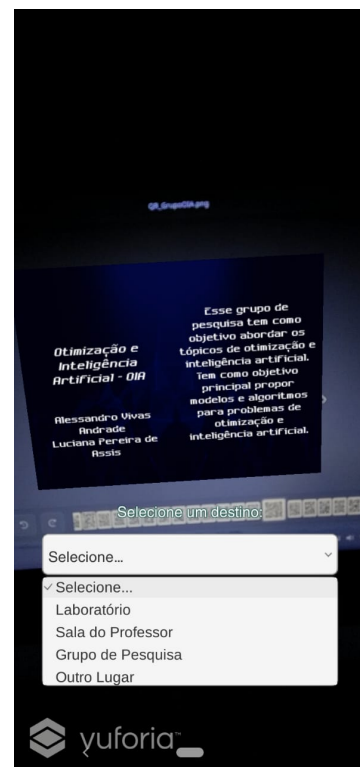 QR_GrupoOIA.png
Otimização e
Inteligência
Artificial - OIA
Alessandro Vivas
Andrade
Luciana Pereira de
Assis
Esse grupo de
pesquisa tem como
objetivo abordar os
tópicos de otimização e
inteligência artificial.
Tem como objetivo
principal propor
modelos e algoritmos
para problemas de
otimização e
inteligência artificial.
Selecione um destino:
Selecione...
Selecione...
Laboratório
Sala do Professor
Grupo de Pesquisa
Outro Lugar
vuforia™